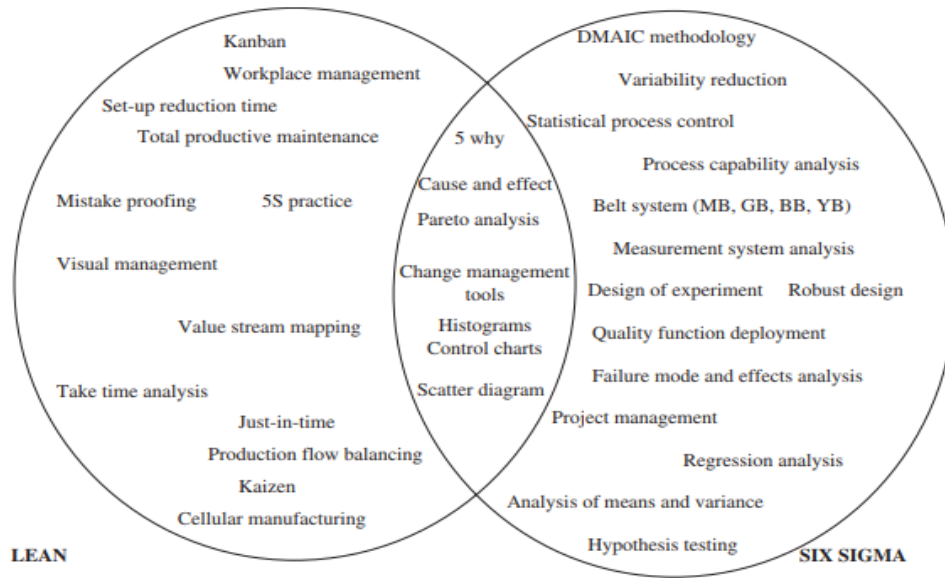 Kanban
Workplace management
Set-up reduction time
Total productive maintenance
Mistake proofing
5S practice
Visual management
Value stream mapping
Take time analysis
Just-in-time
Production flow balancing
Kaizen
Cellular manufacturing
LEAN
5 why
Cause and effect
Pareto analysis
Change management
tools
Histograms
Control charts
Scatter diagram
DMAIC methodology
Variability reduction
Statistical process control
Process capability analysis
Belt system (MB, GB, BB, YB)
Measurement system analysis
Design of experiment
Robust design
Quality function deployment
Failure mode and effects analysis
Project management
Regression analysis
Analysis of means and variance
Hypothesis testing
SIX SIGMA